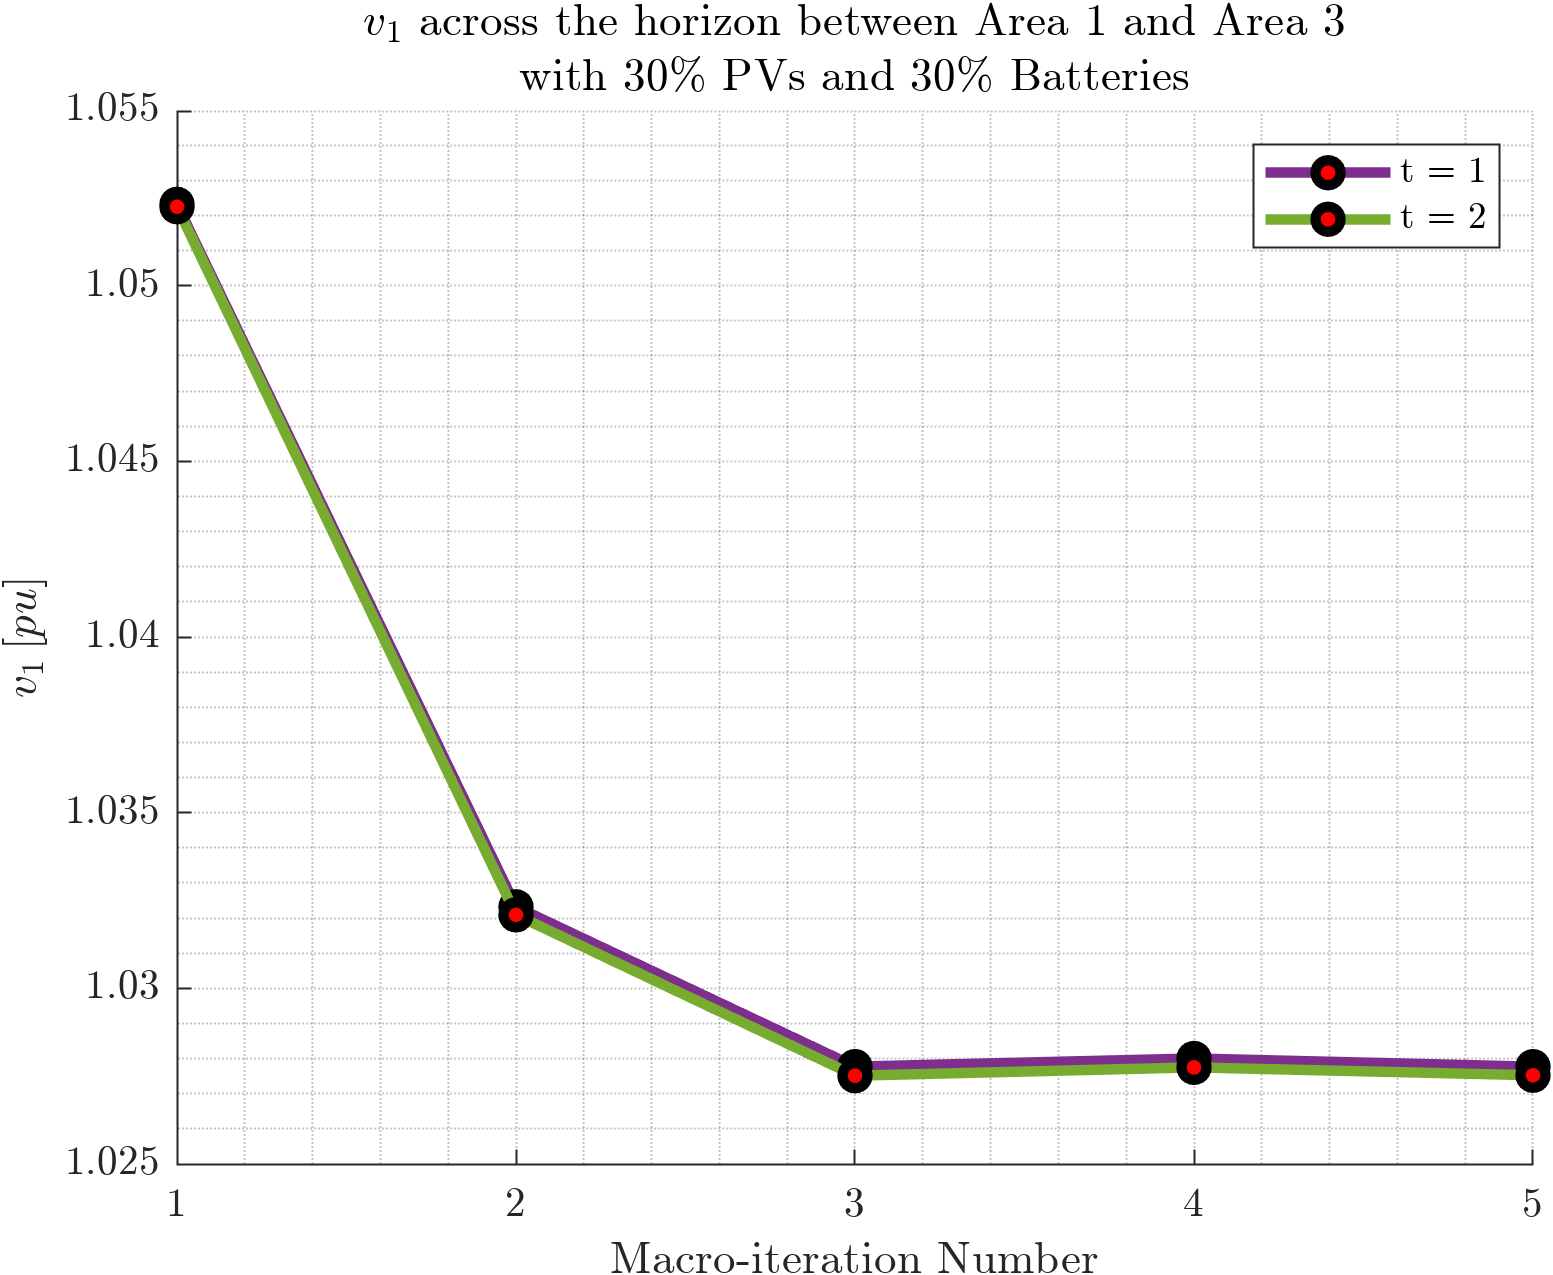 v₁ across the horizon between Area 1 and Area 3
with 30% PVs and 30% Batteries
1.055
1.05
1.045
1.04
1.035
1.03
1.025
v₁ [pu]
t = 1
t = 2
1 2 3 4 5
Macro-iteration Number